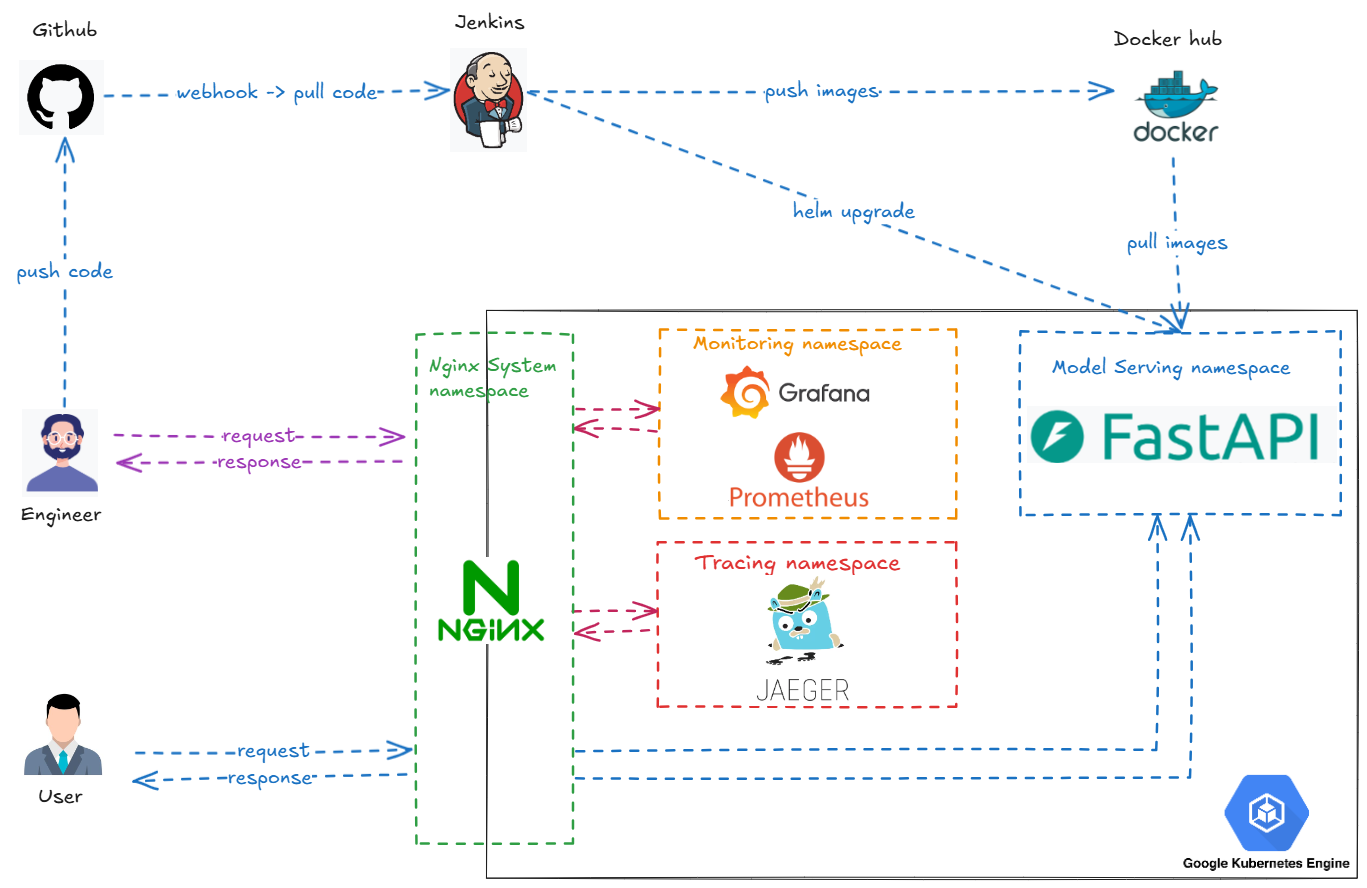 Github
Jenkins
Docker hub
webhook -> pull code
push images
docker
helm upgrade
pull images
push code
Nginx System
namespace
Monitoring namespace
Grafana
Prometheus
Model Serving namespace
FastAPI
request
response
Engineer
Tracing namespace
JAEGER
N
NGiNX
request
response
User
Google Kubernetes Engine